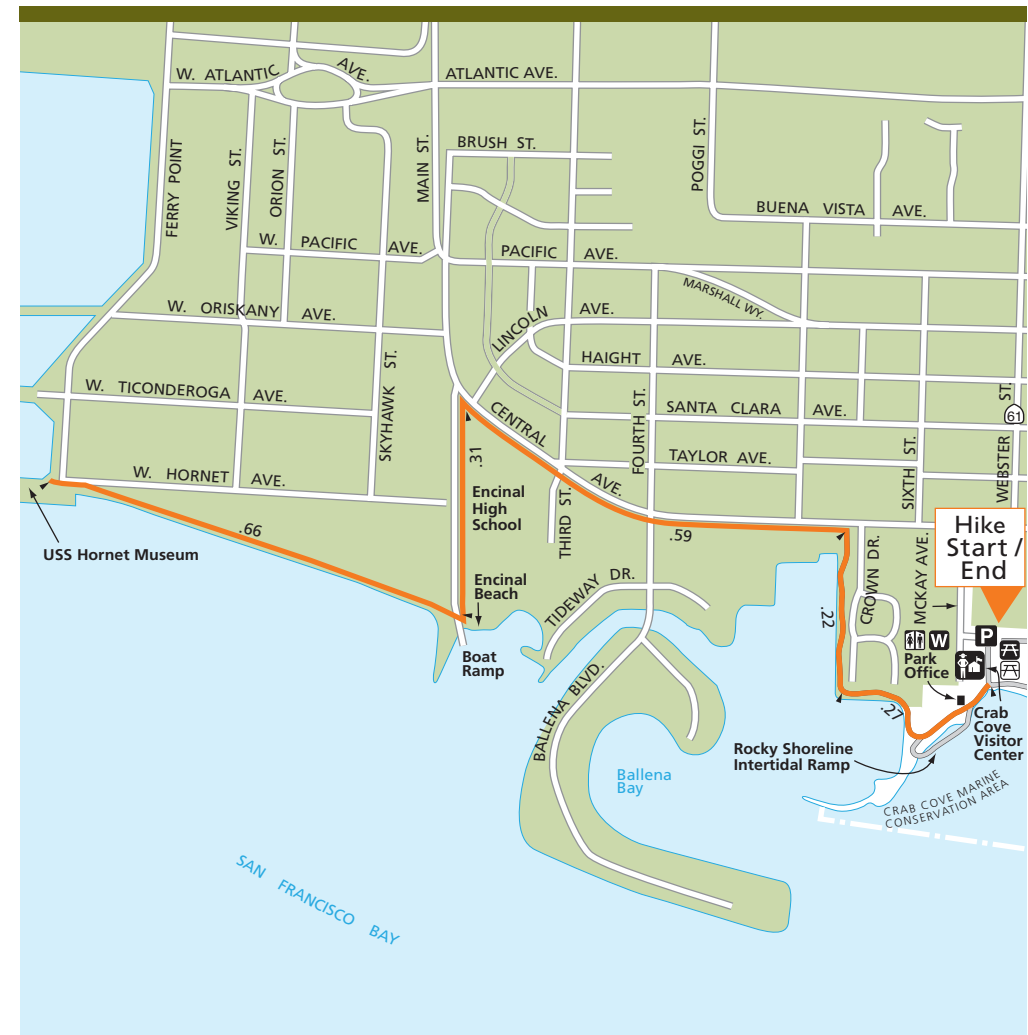 W. ATLANTIC AVE.
ATLANTIC AVE.
FERRY POINT
VIKING ST.
ORION ST.
MAIN ST.
BRUSH ST.
POGGI ST.
BUENA VISTA AVE.
W. PACIFIC AVE.
PACIFIC AVE.
MARSHALL WY.
W. ORISKANY AVE.
LINCOLN AVE.
HAIGHT AVE.
W. TICONDEROGA AVE.
SKYHAWK ST.
CENTRAL AVE.
FOURTH ST.
SANTA CLARA AVE.
SIXTH ST.
WEBSTER ST.
61
.31
TAYLOR AVE.
W. HORNET AVE.
Encinal
High
School
THIRD ST.
.66
.59
USS Hornet Museum
Hike
Start /
End
CROWN DR.
MCKAY AVE.
Encinal
Beach
TIDEWAY DR.
.22
P
W
Park
Office
Boat
Ramp
BALLENA BLVD.
.27
Crab
Cove
Visitor
Center
Rocky Shoreline
Intertidal Ramp
Ballena
Bay
CRAB COVE MARINE
CONSERVATION AREA
SAN FRANCISCO BAY